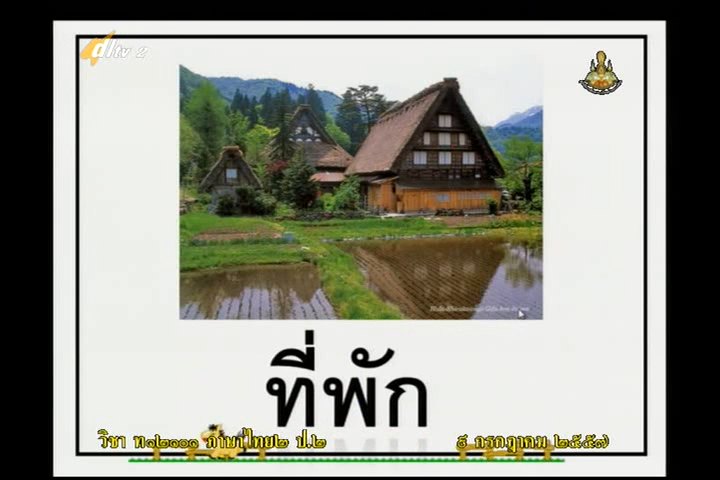 dltv 2
ที่พัก
วิชา ท๑๒๑๐๑ ภาษาไทย๒ ป.๒
๘ กรกฎาคม ๒๕๕๗